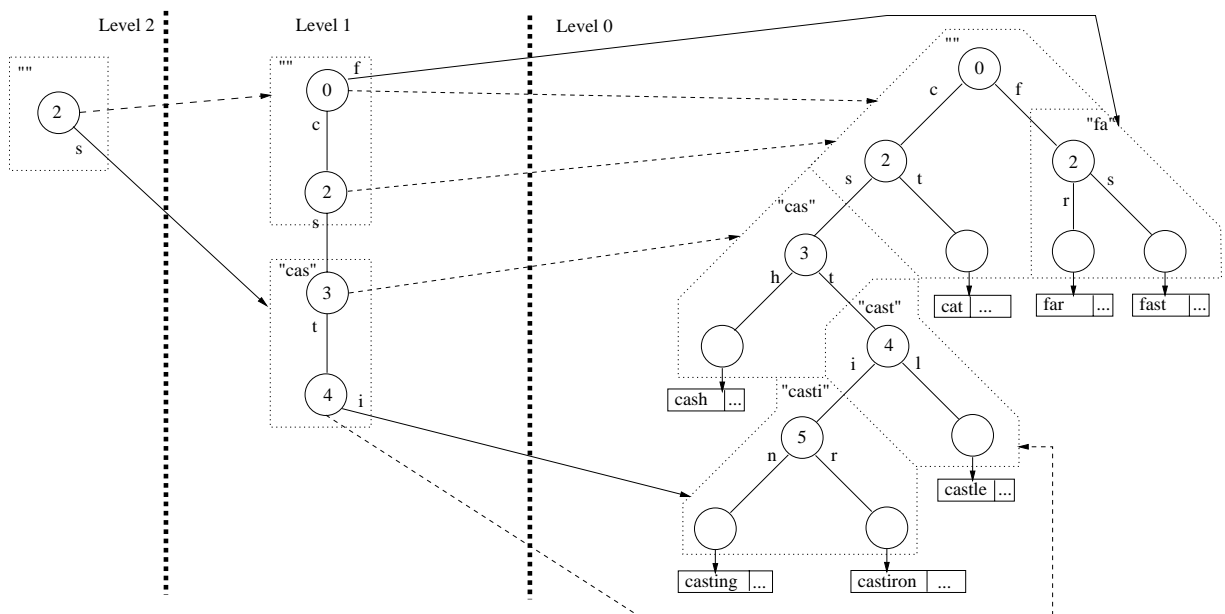 Level 2 Level 1 Level 0
"" "" f ""
0 0
2 c f
s c "fa"
2 2 2
s t r s
s "cas"
"cas" 3
3 h t
t "cast" cat ... far ... fast ...
4 4
i i l
cash ... "casti"
5
n r
castle ...
casting ... castiron ...